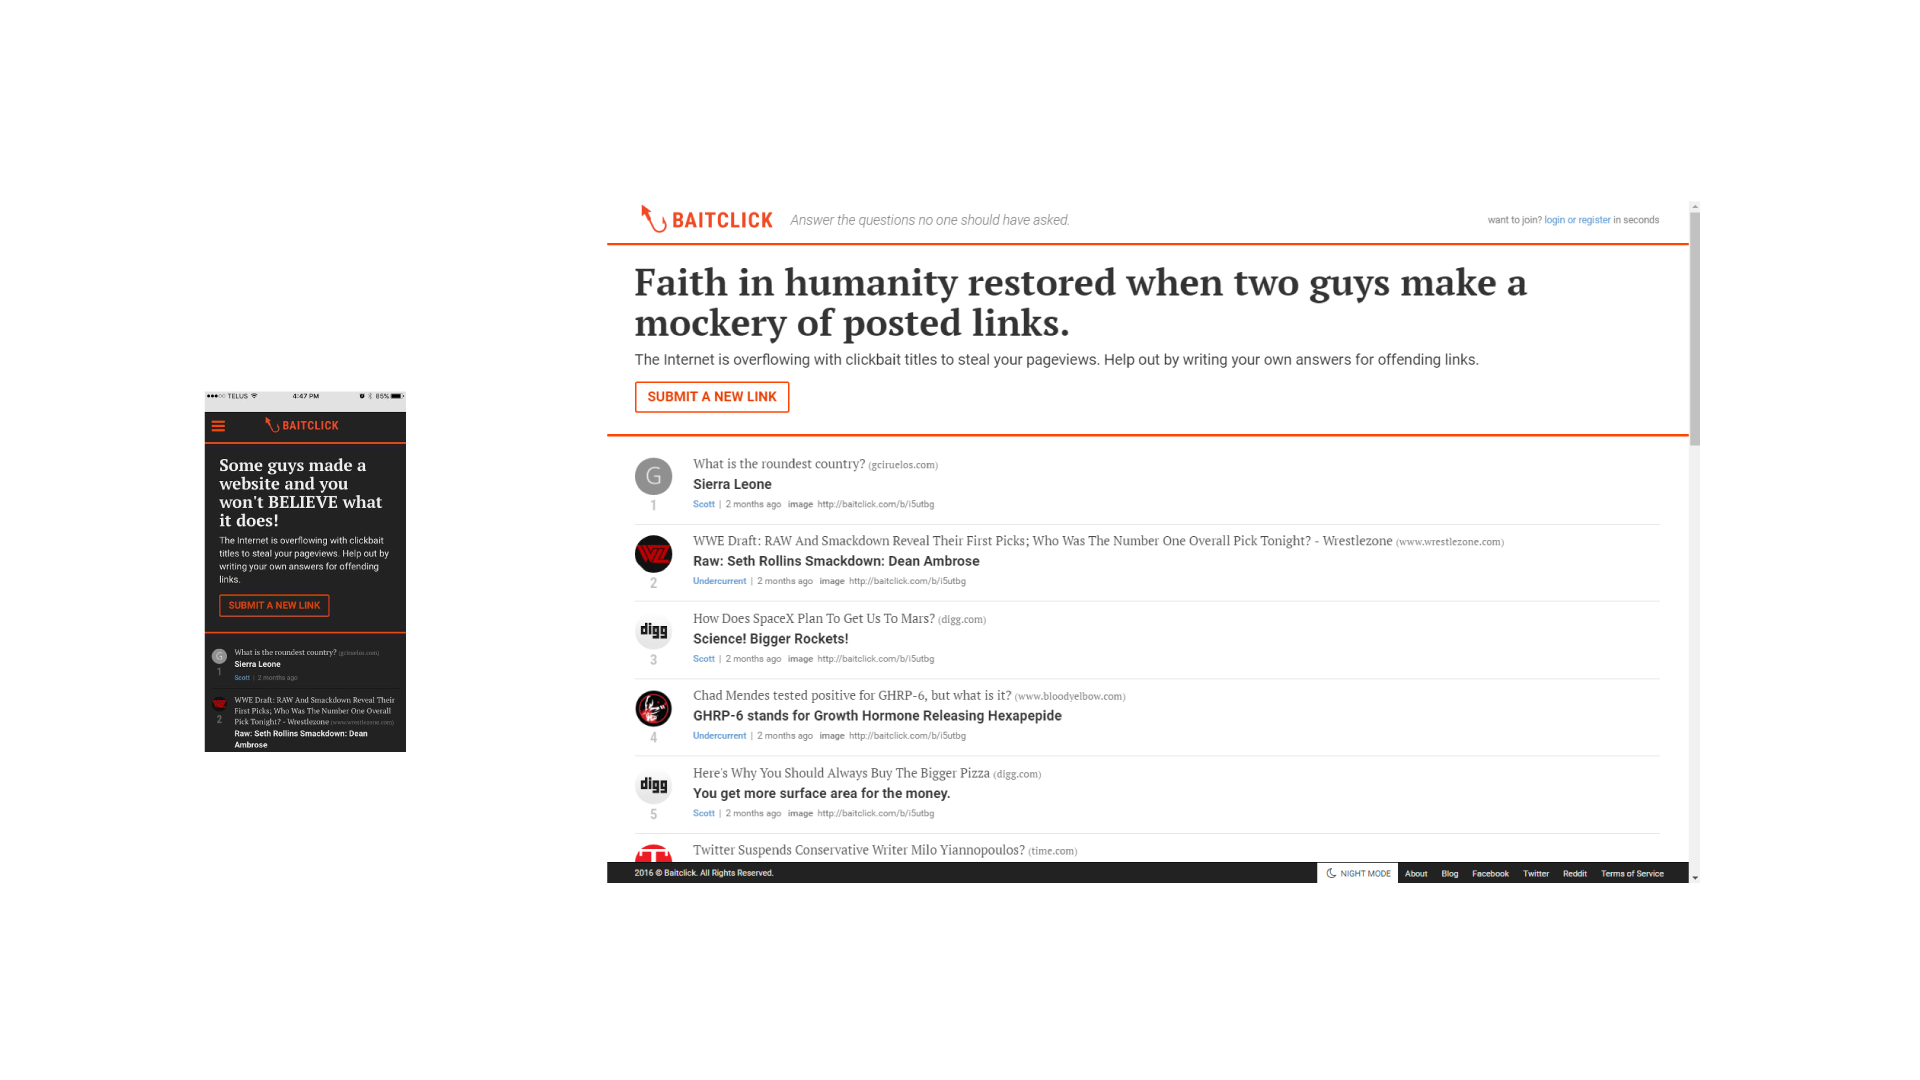 TELUS 4:47 PM 85%
BAITCLICK
Some guys made a
website and you
won't BELIEVE what
it does!
The Internet is overflowing with clickbait
titles to steal your pageviews. Help out by
writing your own answers for offending
links.
SUBMIT A NEW LINK
G What is the roundest country? (gciruelos.com)
Sierra Leone
1
Scott | 2 months ago
WWE Draft: RAW And Smackdown Reveal Their
First Picks; Who Was The Number One Overall
2 Pick Tonight? - Wrestlezone (www.wrestlezone.com)
Raw: Seth Rollins Smackdown: Dean
Ambrose
BAITCLICK Answer the questions no one should have asked. want to join? login or register in seconds
Faith in humanity restored when two guys make a
mockery of posted links.
The Internet is overflowing with clickbait titles to steal your pageviews. Help out by writing your own answers for offending links.
SUBMIT A NEW LINK
What is the roundest country? (gciruelos.com)
G
Sierra Leone
1 Scott | 2 months ago image http://baitclick.com/b/i5utbg
WWE Draft: RAW And Smackdown Reveal Their First Picks; Who Was The Number One Overall Pick Tonight? - Wrestlezone (www.wrestlezone.com)
Raw: Seth Rollins Smackdown: Dean Ambrose
2 Undercurrent | 2 months ago image http://baitclick.com/b/i5utbg
How Does SpaceX Plan To Get Us To Mars? (digg.com)
digg
Science! Bigger Rockets!
3 Scott | 2 months ago image http://baitclick.com/b/i5utbg
Chad Mendes tested positive for GHRP-6, but what is it? (www.bloodyelbow.com)
GHRP-6 stands for Growth Hormone Releasing Hexapepide
4 Undercurrent | 2 months ago image http://baitclick.com/b/i5utbg
Here's Why You Should Always Buy The Bigger Pizza (digg.com)
digg
You get more surface area for the money.
5 Scott | 2 months ago image http://baitclick.com/b/i5utbg
Twitter Suspends Conservative Writer Milo Yiannopoulos? (time.com)
2016 © Baitclick. All Rights Reserved. NIGHT MODE About Blog Facebook Twitter Reddit Terms of Service